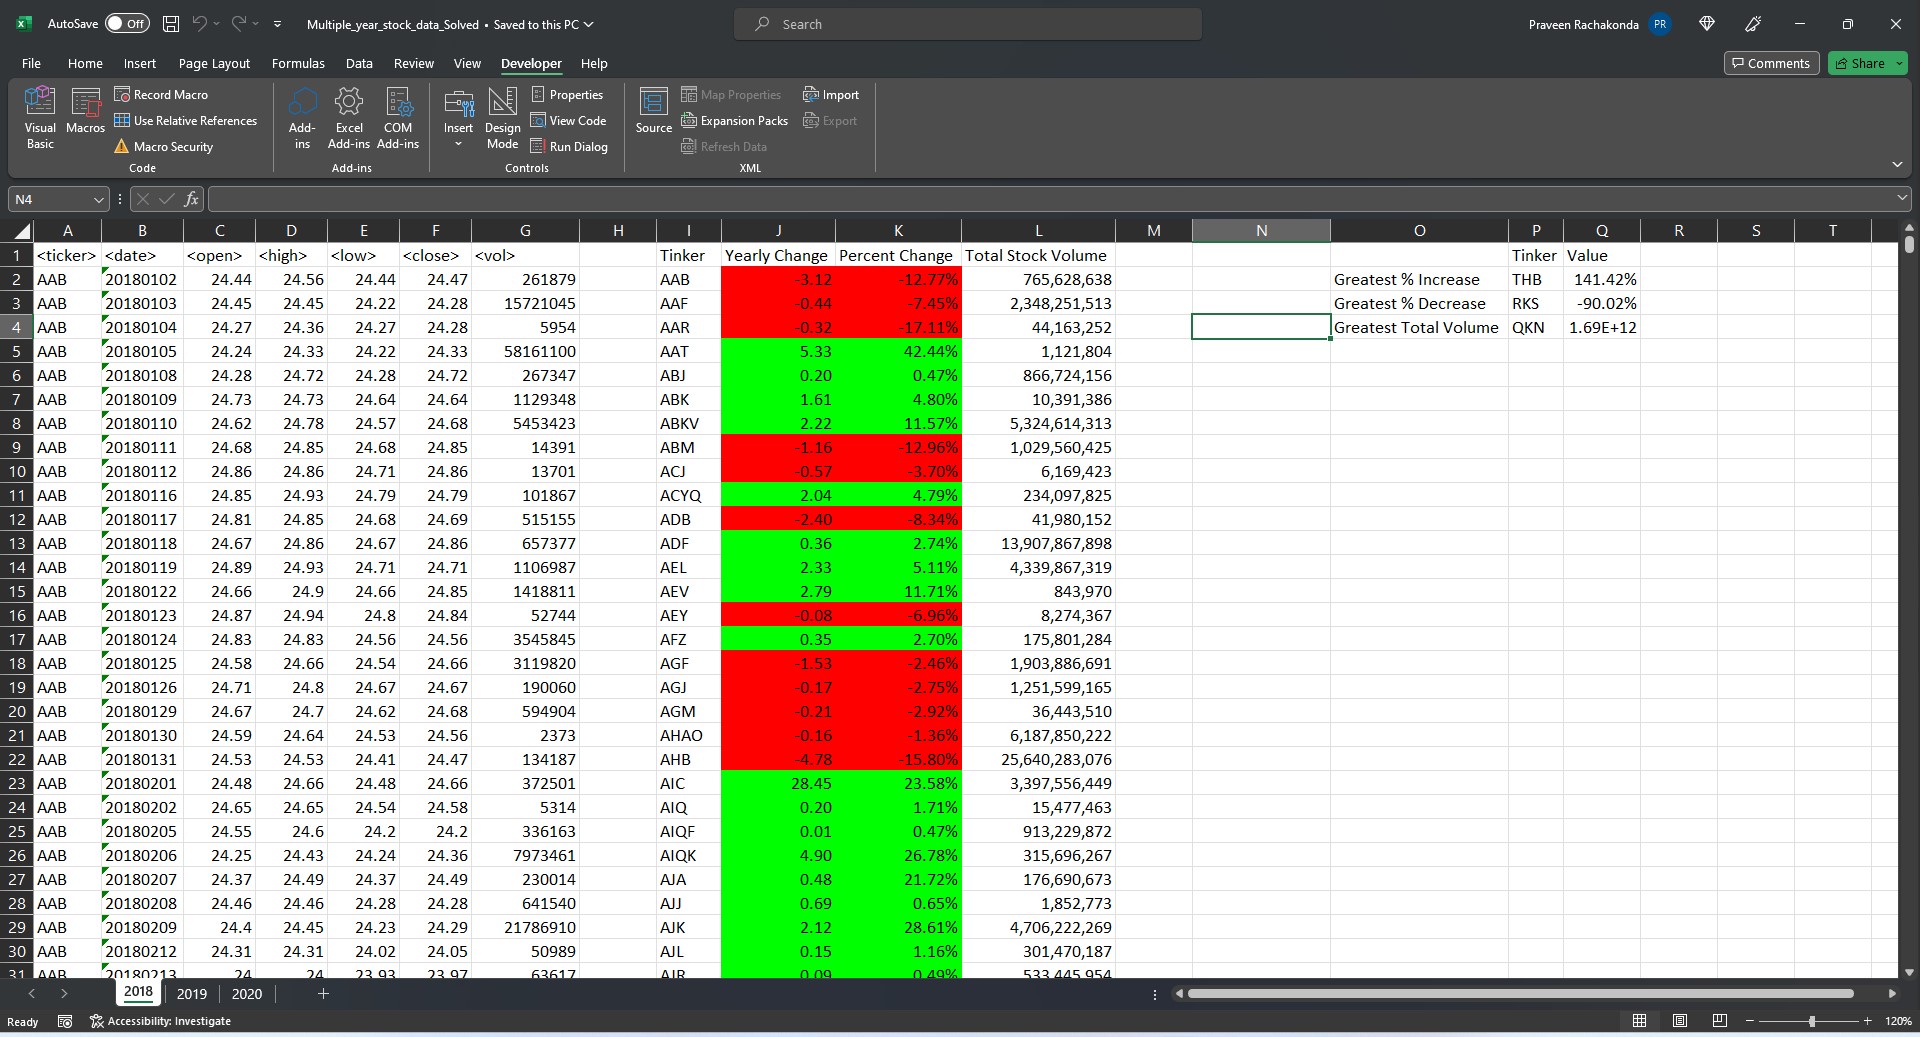 AutoSave Off Multiple_year_stock_data_Solved • Saved to this PC Search Praveen Rachakonda PR
File Home Insert Page Layout Formulas Data Review View Developer Help Comments Share
Visual Basic
Macros
Record Macro
Use Relative References
Macro Security
Code
Add-ins
Excel Add-ins
COM Add-ins
Add-ins
Insert
Design Mode
Properties
View Code
Run Dialog
Controls
Source
Map Properties
Expansion Packs
Refresh Data
Import
Export
XML
N4 fx
A B C D E F G H I J K L M N O P Q R S T
1 <ticker> <date> <open> <high> <low> <close> <vol> Tinker Yearly Change Percent Change Total Stock Volume Tinker Value
2 AAB 20180102 24.44 24.56 24.44 24.47 261879 AAB -3.12 -12.77% 765,628,638 Greatest % Increase THB 141.42%
3 AAB 20180103 24.45 24.45 24.22 24.28 15721045 AAF -0.44 -7.45% 2,348,251,513 Greatest % Decrease RKS -90.02%
4 AAB 20180104 24.27 24.36 24.27 24.28 5954 AAR -0.32 -17.11% 44,163,252 Greatest Total Volume QKN 1.69E+12
5 AAB 20180105 24.24 24.33 24.22 24.33 58161100 AAT 5.33 42.44% 1,121,804
6 AAB 20180108 24.28 24.72 24.28 24.72 267347 ABJ 0.20 0.47% 866,724,156
7 AAB 20180109 24.73 24.73 24.64 24.64 1129348 ABK 1.61 4.80% 10,391,386
8 AAB 20180110 24.62 24.78 24.57 24.68 5453423 ABKV 2.22 11.57% 5,324,614,313
9 AAB 20180111 24.68 24.85 24.68 24.85 14391 ABM -1.16 -12.96% 1,029,560,425
10 AAB 20180112 24.86 24.86 24.71 24.86 13701 ACJ -0.57 -3.70% 6,169,423
11 AAB 20180116 24.85 24.93 24.79 24.79 101867 ACYQ 2.04 4.79% 234,097,825
12 AAB 20180117 24.81 24.85 24.68 24.69 515155 ADB -2.40 -8.34% 41,980,152
13 AAB 20180118 24.67 24.86 24.67 24.86 657377 ADF 0.36 2.74% 13,907,867,898
14 AAB 20180119 24.89 24.93 24.71 24.71 1106987 AEL 2.33 5.11% 4,339,867,319
15 AAB 20180122 24.66 24.9 24.66 24.85 1418811 AEV 2.79 11.71% 843,970
16 AAB 20180123 24.87 24.94 24.8 24.84 52744 AEY -0.08 -6.96% 8,274,367
17 AAB 20180124 24.83 24.83 24.56 24.56 3545845 AFZ 0.35 2.70% 175,801,284
18 AAB 20180125 24.58 24.66 24.54 24.66 3119820 AGF -1.53 -2.46% 1,903,886,691
19 AAB 20180126 24.71 24.8 24.67 24.67 190060 AGJ -0.17 -2.75% 1,251,599,165
20 AAB 20180129 24.67 24.7 24.62 24.68 594904 AGM -0.21 -2.92% 36,443,510
21 AAB 20180130 24.59 24.64 24.53 24.56 2373 AHAO -0.16 -1.36% 6,187,850,222
22 AAB 20180131 24.53 24.53 24.41 24.47 134187 AHB -4.78 -15.80% 25,640,283,076
23 AAB 20180201 24.48 24.66 24.48 24.66 372501 AIC 28.45 23.58% 3,397,556,449
24 AAB 20180202 24.65 24.65 24.54 24.58 5314 AIQ 0.20 1.71% 15,477,463
25 AAB 20180205 24.55 24.6 24.2 24.2 336163 AIQF 0.01 0.47% 913,229,872
26 AAB 20180206 24.25 24.43 24.24 24.36 7973461 AIQK 4.90 26.78% 315,696,267
27 AAB 20180207 24.37 24.49 24.37 24.49 230014 AJA 0.48 21.72% 176,690,673
28 AAB 20180208 24.46 24.46 24.28 24.28 641540 AJJ 0.69 0.65% 1,852,773
29 AAB 20180209 24.4 24.45 24.23 24.29 21786910 AJK 2.12 28.61% 4,706,222,269
30 AAB 20180212 24.31 24.31 24.02 24.05 50989 AJL 0.15 1.16% 301,470,187
31 AAB 20180213 24 24 23.93 23.97 63617 AJR 0.09 0.49% 533,445,954
2018 2019 2020 +
Ready Accessibility: Investigate 120%